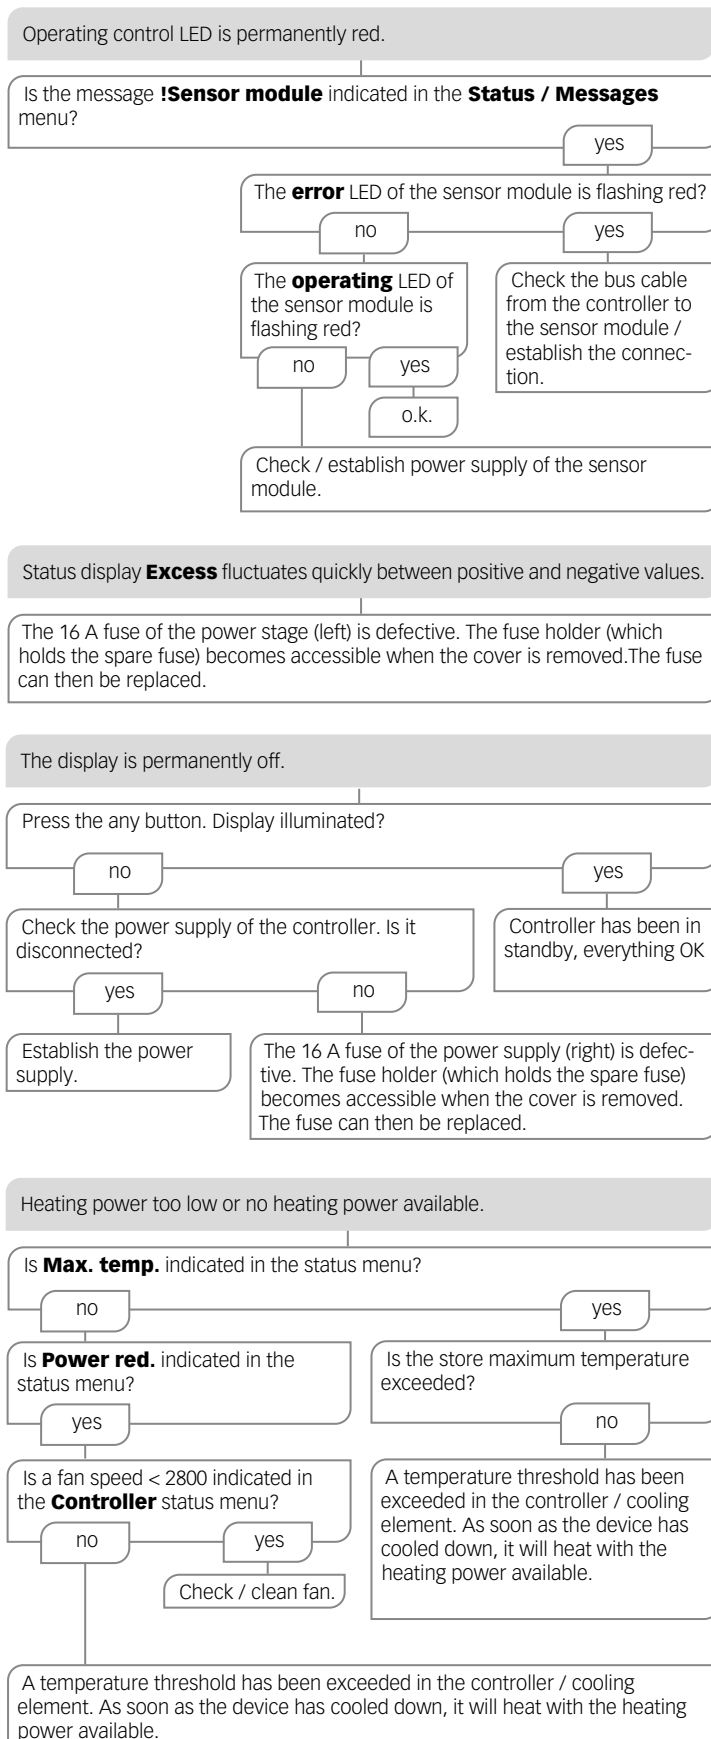 Operating control LED is permanently red.
Is the message !Sensor module indicated in the Status / Messages
menu?
yes
The error LED of the sensor module is flashing red?
no
yes
The operating LED of
the sensor module is
flashing red?
Check the bus cable
from the controller to
the sensor module /
establish the connec-
tion.
no
yes
o.k.
Check / establish power supply of the sensor
module.
Status display Excess fluctuates quickly between positive and negative values.
The 16 A fuse of the power stage (left) is defective. The fuse holder (which
holds the spare fuse) becomes accessible when the cover is removed.The fuse
can then be replaced.
The display is permanently off.
Press the any button. Display illuminated?
no
yes
Check the power supply of the controller. Is it
disconnected?
Controller has been in
standby, everything OK
yes
no
Establish the power
supply.
The 16 A fuse of the power supply (right) is defec-
tive. The fuse holder (which holds the spare fuse)
becomes accessible when the cover is removed.
The fuse can then be replaced.
Heating power too low or no heating power available.
Is Max. temp. indicated in the status menu?
no
yes
Is Power red. indicated in the
status menu?
Is the store maximum temperature
exceeded?
yes
no
Is a fan speed < 2800 indicated in
the Controller status menu?
A temperature threshold has been
exceeded in the controller / cooling
element. As soon as the device has
cooled down, it will heat with the
heating power available.
no
yes
Check / clean fan.
A temperature threshold has been exceeded in the controller / cooling
element. As soon as the device has cooled down, it will heat with the heating
power available.